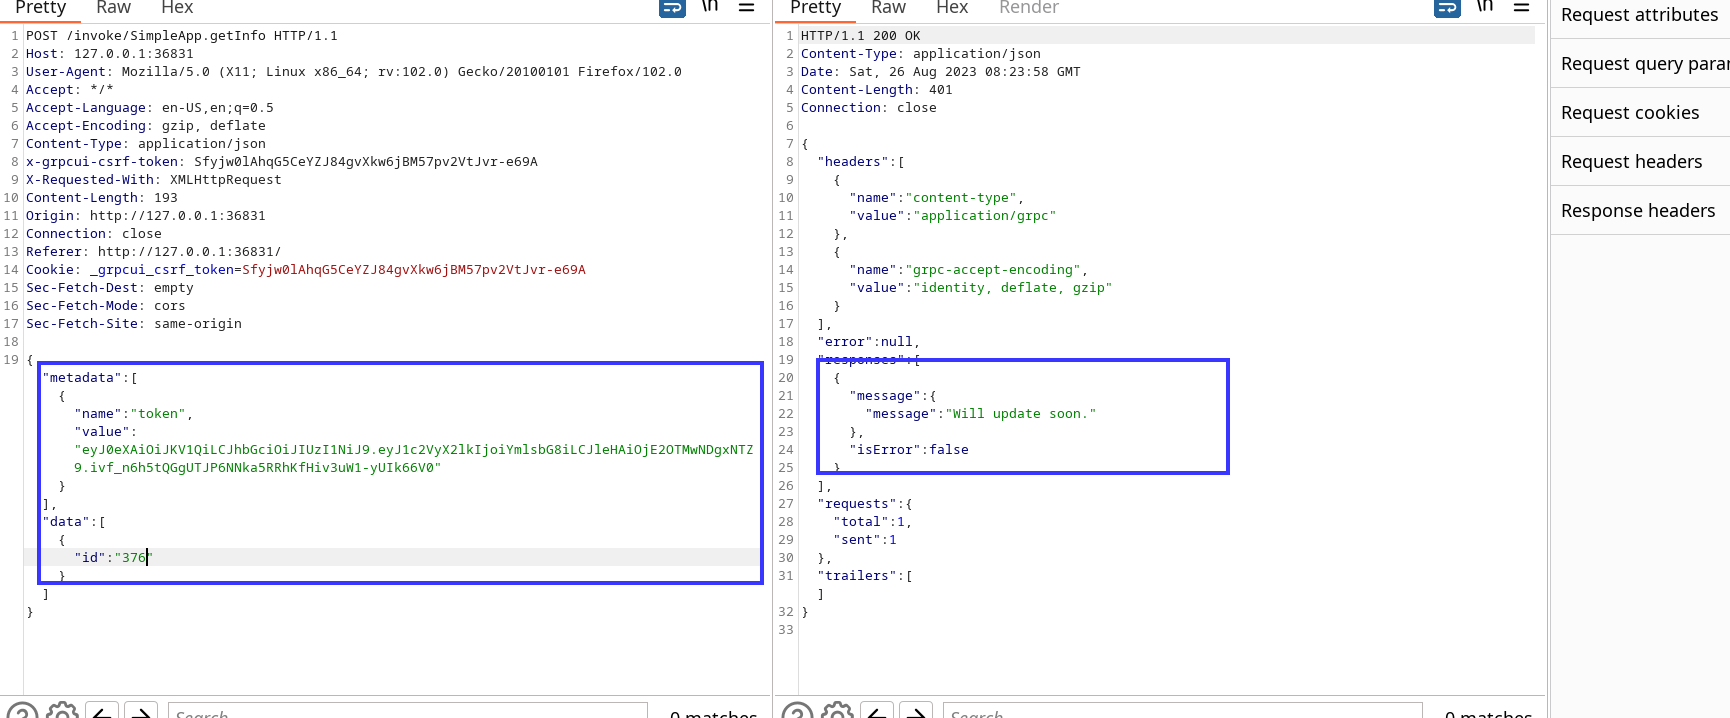 Pretty Raw Hex \n
1 POST /invoke/SimpleApp.getInfo HTTP/1.1
2 Host: 127.0.0.1:36831
3 User-Agent: Mozilla/5.0 (X11; Linux x86_64; rv:102.0) Gecko/20100101 Firefox/102.0
4 Accept: */*
5 Accept-Language: en-US,en;q=0.5
6 Accept-Encoding: gzip, deflate
7 Content-Type: application/json
8 x-grpcui-csrf-token: Sfyjw0lAhqG5CeYZJ84gvXkw6jBM57pv2VtJvr-e69A
9 X-Requested-With: XMLHttpRequest
10 Content-Length: 193
11 Origin: http://127.0.0.1:36831
12 Connection: close
13 Referer: http://127.0.0.1:36831/
14 Cookie: _grpcui_csrf_token=Sfyjw0lAhqG5CeYZJ84gvXkw6jBM57pv2VtJvr-e69A
15 Sec-Fetch-Dest: empty
16 Sec-Fetch-Mode: cors
17 Sec-Fetch-Site: same-origin
18
19 {
"metadata":[
{
"name":"token",
"value":
"eyJ0eXAiOiJKV1QiLCJhbGciOiJIUzI1NiJ9.eyJ1c2VyX2lkIjoiYmlsbG8iLCJleHAiOjE2OTMwNDgxNTZ
9.ivf_n6h5tQGgUTJP6NNka5RRhKfHiv3uW1-yUIk66V0"
}
],
"data":[
{
"id":"376"
}
]
}
Search... 0 matches
Pretty Raw Hex Render \n
1 HTTP/1.1 200 OK
2 Content-Type: application/json
3 Date: Sat, 26 Aug 2023 08:23:58 GMT
4 Content-Length: 401
5 Connection: close
6
7 {
8 "headers":[
9 {
10 "name":"content-type",
11 "value":"application/grpc"
12 },
13 {
14 "name":"grpc-accept-encoding",
15 "value":"identity, deflate, gzip"
16 }
17 ],
18 "error":null,
19 "responses":[
20 {
21 "message":{
22 "message":"Will update soon."
23 },
24 "isError":false
25 }
26 ],
27 "requests":{
28 "total":1,
29 "sent":1
30 },
31 "trailers":[
]
32 }
33
Search... 0 matches
Request attributes
Request query para
Request cookies
Request headers
Response headers